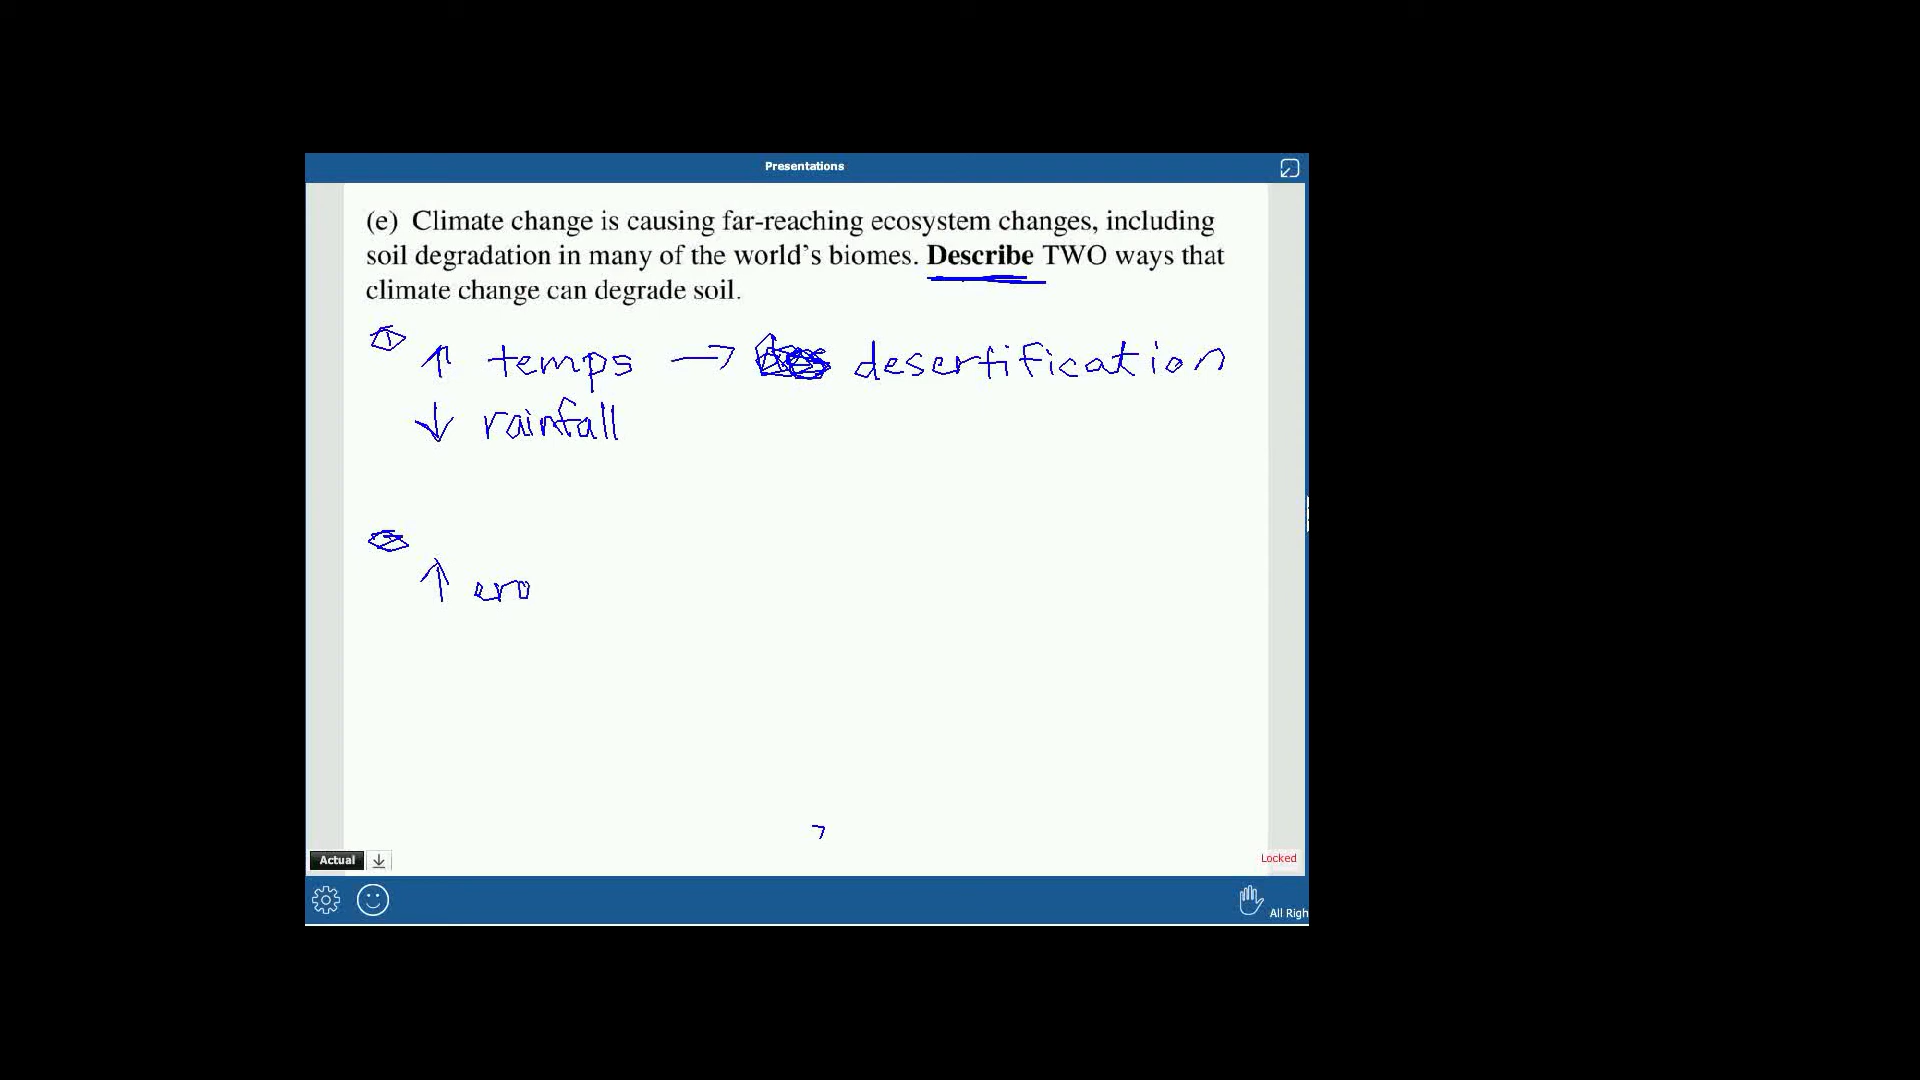 Presentations
(e) Climate change is causing far-reaching ecosystem changes, including
soil degradation in many of the world's biomes. Describe TWO ways that
climate change can degrade soil.
① ↑ temps → desertification
↓ rainfall
②
↑ ero
Actual
Locked
All Righ